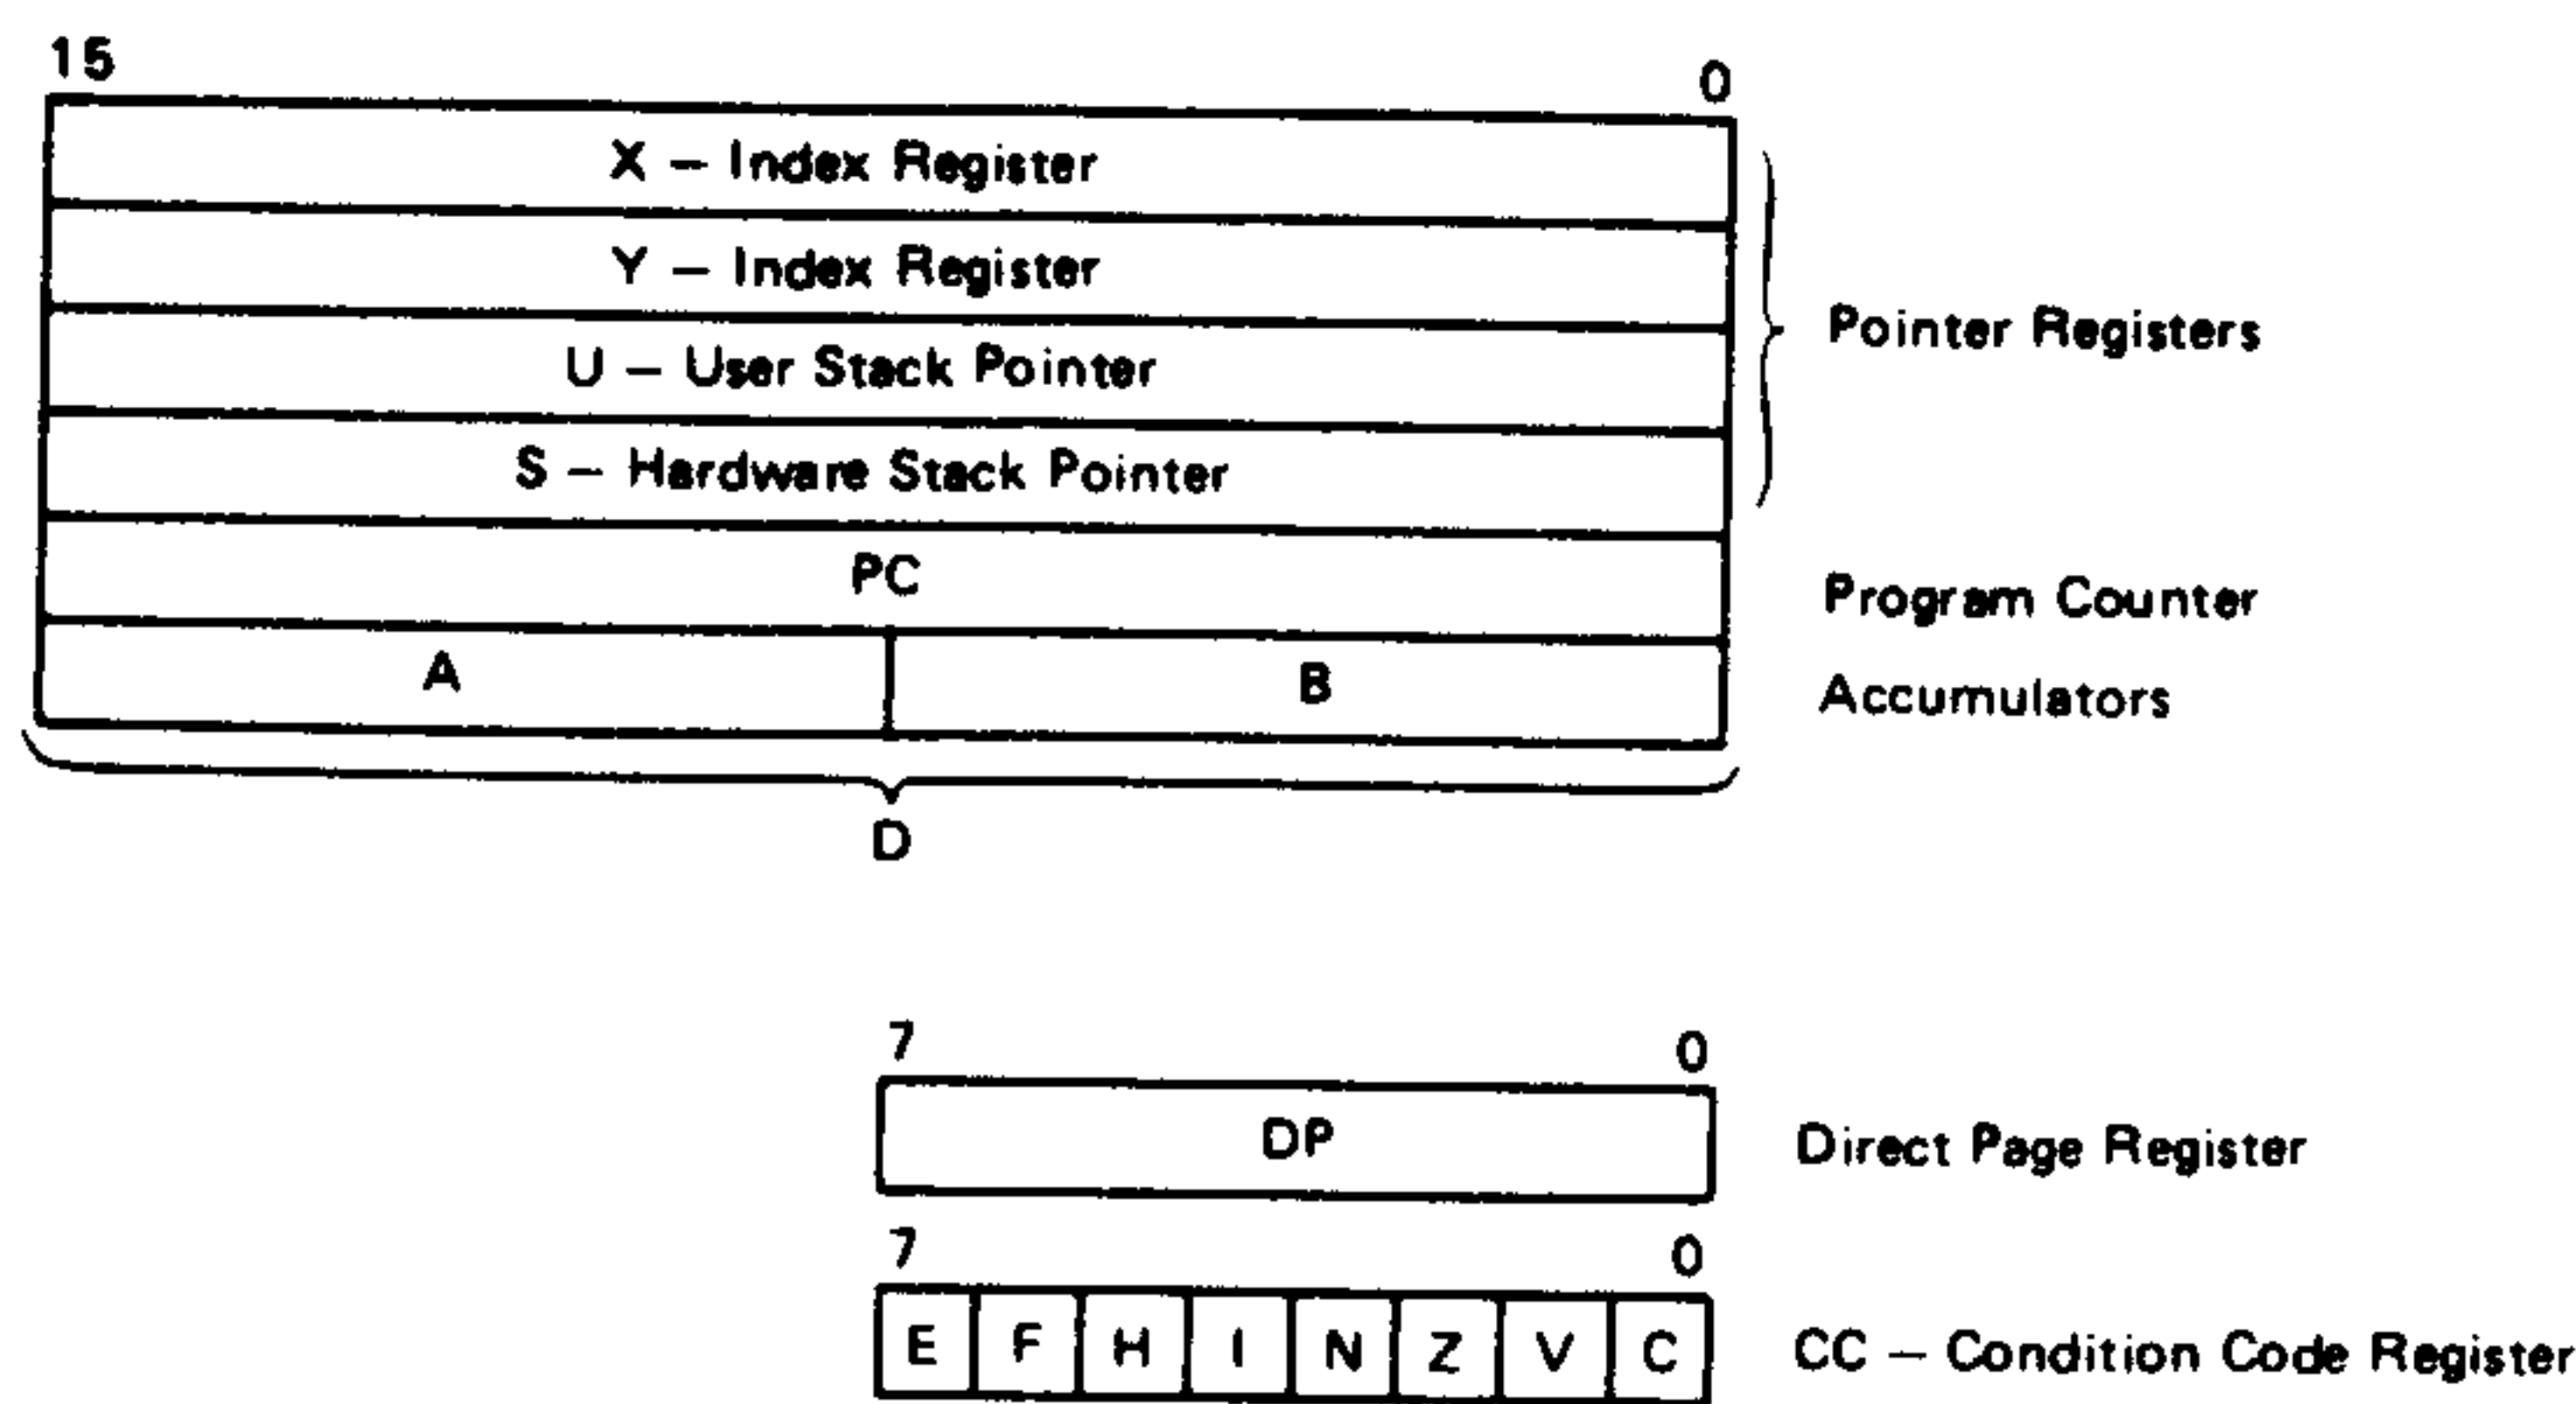 15 0
X – Index Register
Y – Index Register
U – User Stack Pointer
Pointer Registers
S – Hardware Stack Pointer
PC
Program Counter
A B
Accumulators
D
7 0
DP
Direct Page Register
7 0
E F H I N Z V C
CC – Condition Code Register